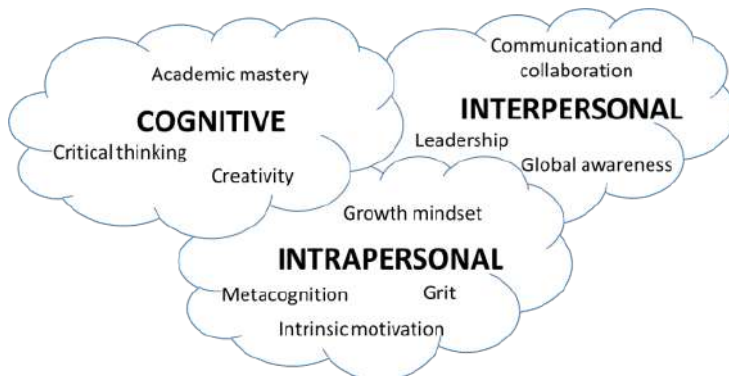 Academic mastery
COGNITIVE
Critical thinking
Creativity
Communication and
collaboration
INTERPERSONAL
Leadership
Global awareness
Growth mindset
INTRAPERSONAL
Metacognition
Grit
Intrinsic motivation